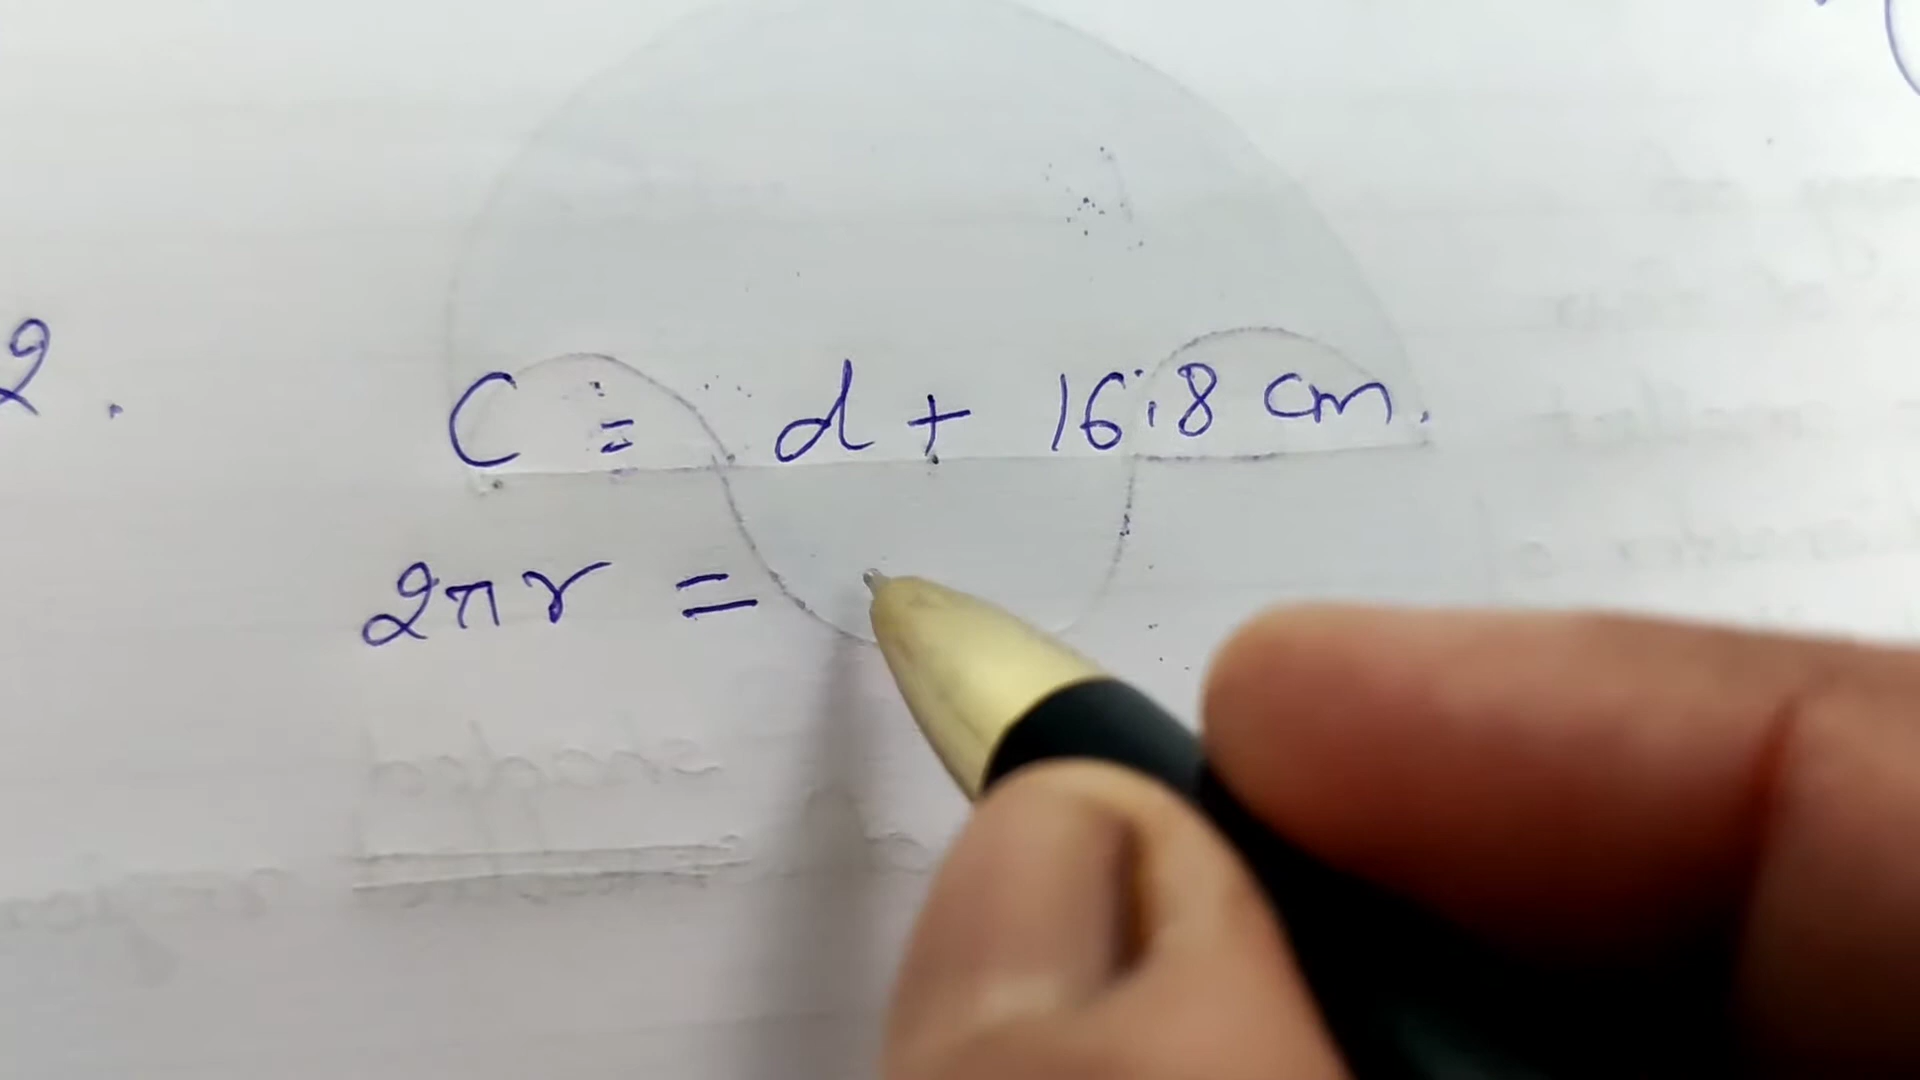 2.
C = d + 16.8 cm.
2πr =